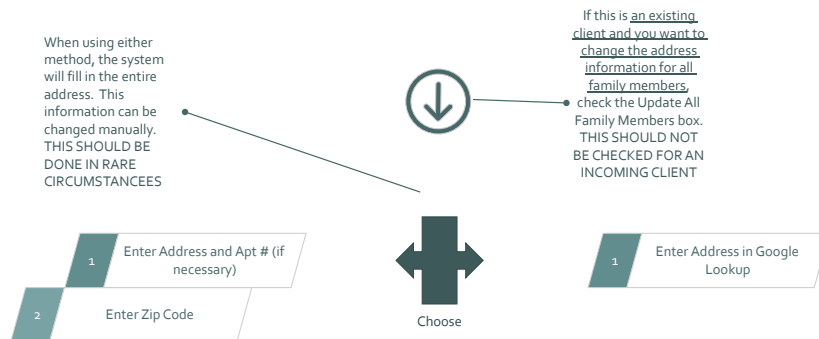 When using either
method, the system
will fill in the entire
address. This
information can be
changed manually.
THIS SHOULD BE
DONE IN RARE
CIRCUMSTANCEES
If this is an existing
client and you want to
change the address
information for all
family members,
check the Update All
Family Members box.
THIS SHOULD NOT
BE CHECKED FOR AN
INCOMING CLIENT
1
Enter Address and Apt # (if
necessary)
2
Enter Zip Code
Choose
1
Enter Address in Google
Lookup